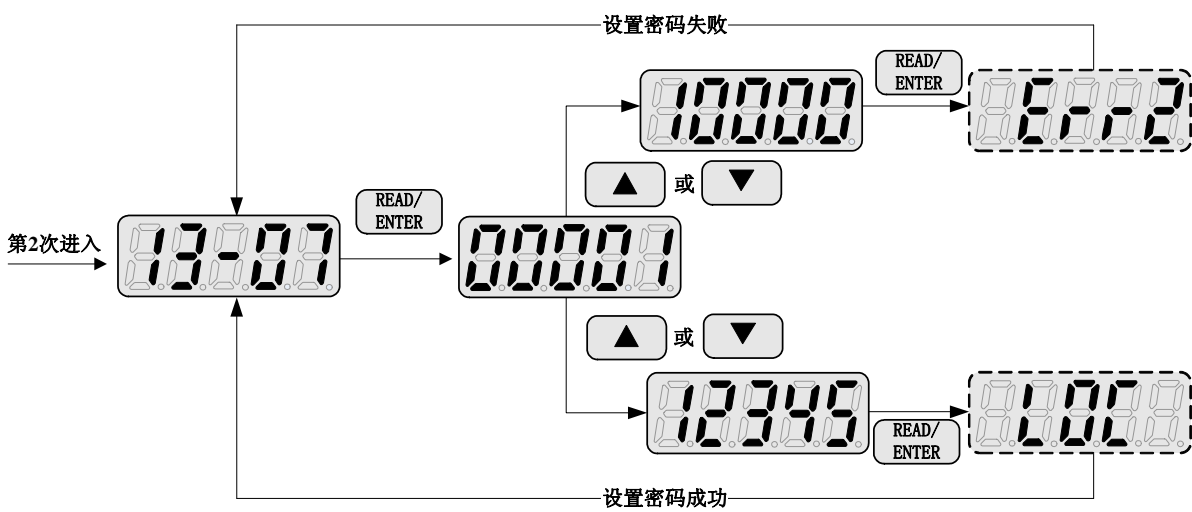 设置密码失败
10000
READ/
ENTER
Err2
▲ 或 ▼
READ/
ENTER
第2次进入
13-07
00001
▲ 或 ▼
12345
READ/
ENTER
LOC
设置密码成功